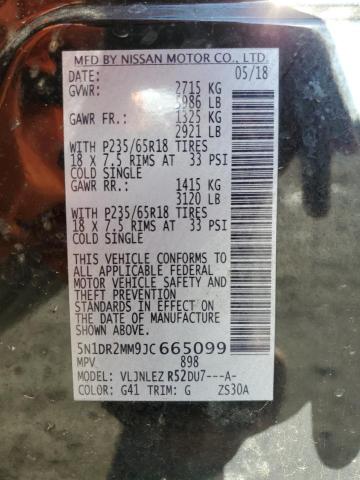 MFD BY NISSAN MOTOR CO., LTD.
DATE: 05/18
GVWR: 2715 KG
5986 LB
GAWR FR.: 1325 KG
2921 LB
WITH P235/65R18 TIRES
18 X 7.5 RIMS AT 33 PSI
COLD SINGLE
GAWR RR.: 1415 KG
3120 LB
WITH P235/65R18 TIRES
18 X 7.5 RIMS AT 33 PSI
COLD SINGLE
THIS VEHICLE CONFORMS TO
ALL APPLICABLE FEDERAL
MOTOR VEHICLE SAFETY
STANDARDS IN EFFECT ON
THE DATE OF MANUFACTURE
SHOWN ABOVE.
5N1DR2MM9JC665099
MPV 898
MODEL: VLJNLEZ R52DU7---A-
COLOR: G41 TRIM: G ZS30A